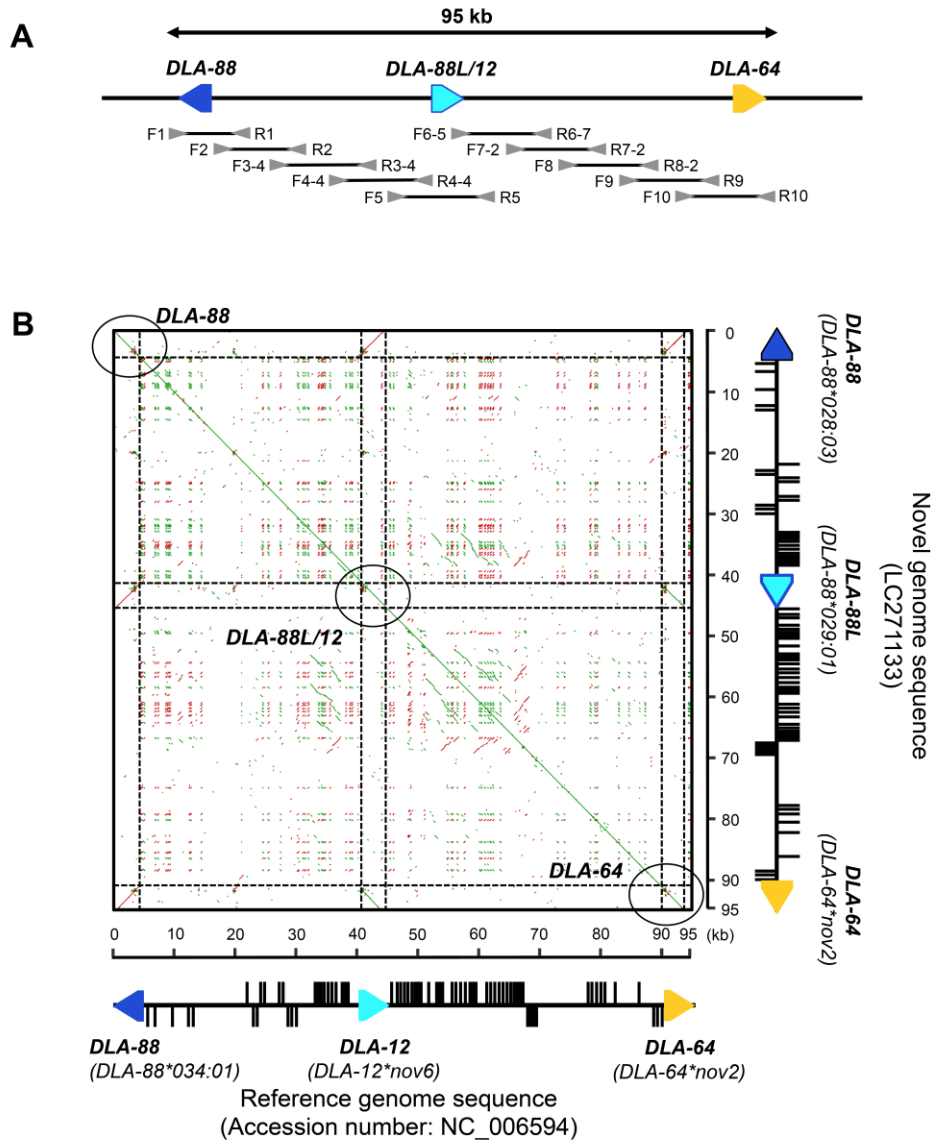 95 kb
A
DLA-88
DLA-88L/12
DLA-64
F1
R1
F6-5
R6-7
F2
R2
F7-2
R7-2
F3-4
R3-4
F8
R8-2
F4-4
R4-4
F9
R9
F5
R5
F10
R10
B
DLA-88
DLA-88L/12
DLA-64
0
10
20
30
40
50
60
70
80
90
95
(kb)
0 10 20 30 40 50 60 70 80 90 95
DLA-88
(DLA-88*028:03)
DLA-88L
(DLA-88*029:01)
DLA-64
(DLA-64*nov2)
Novel genome sequence
(LC27133)
DLA-88
(DLA-88*034:01)
DLA-12
(DLA-12*nov6)
DLA-64
(DLA-64*nov2)
Reference genome sequence
(Accession number: NC_006594)